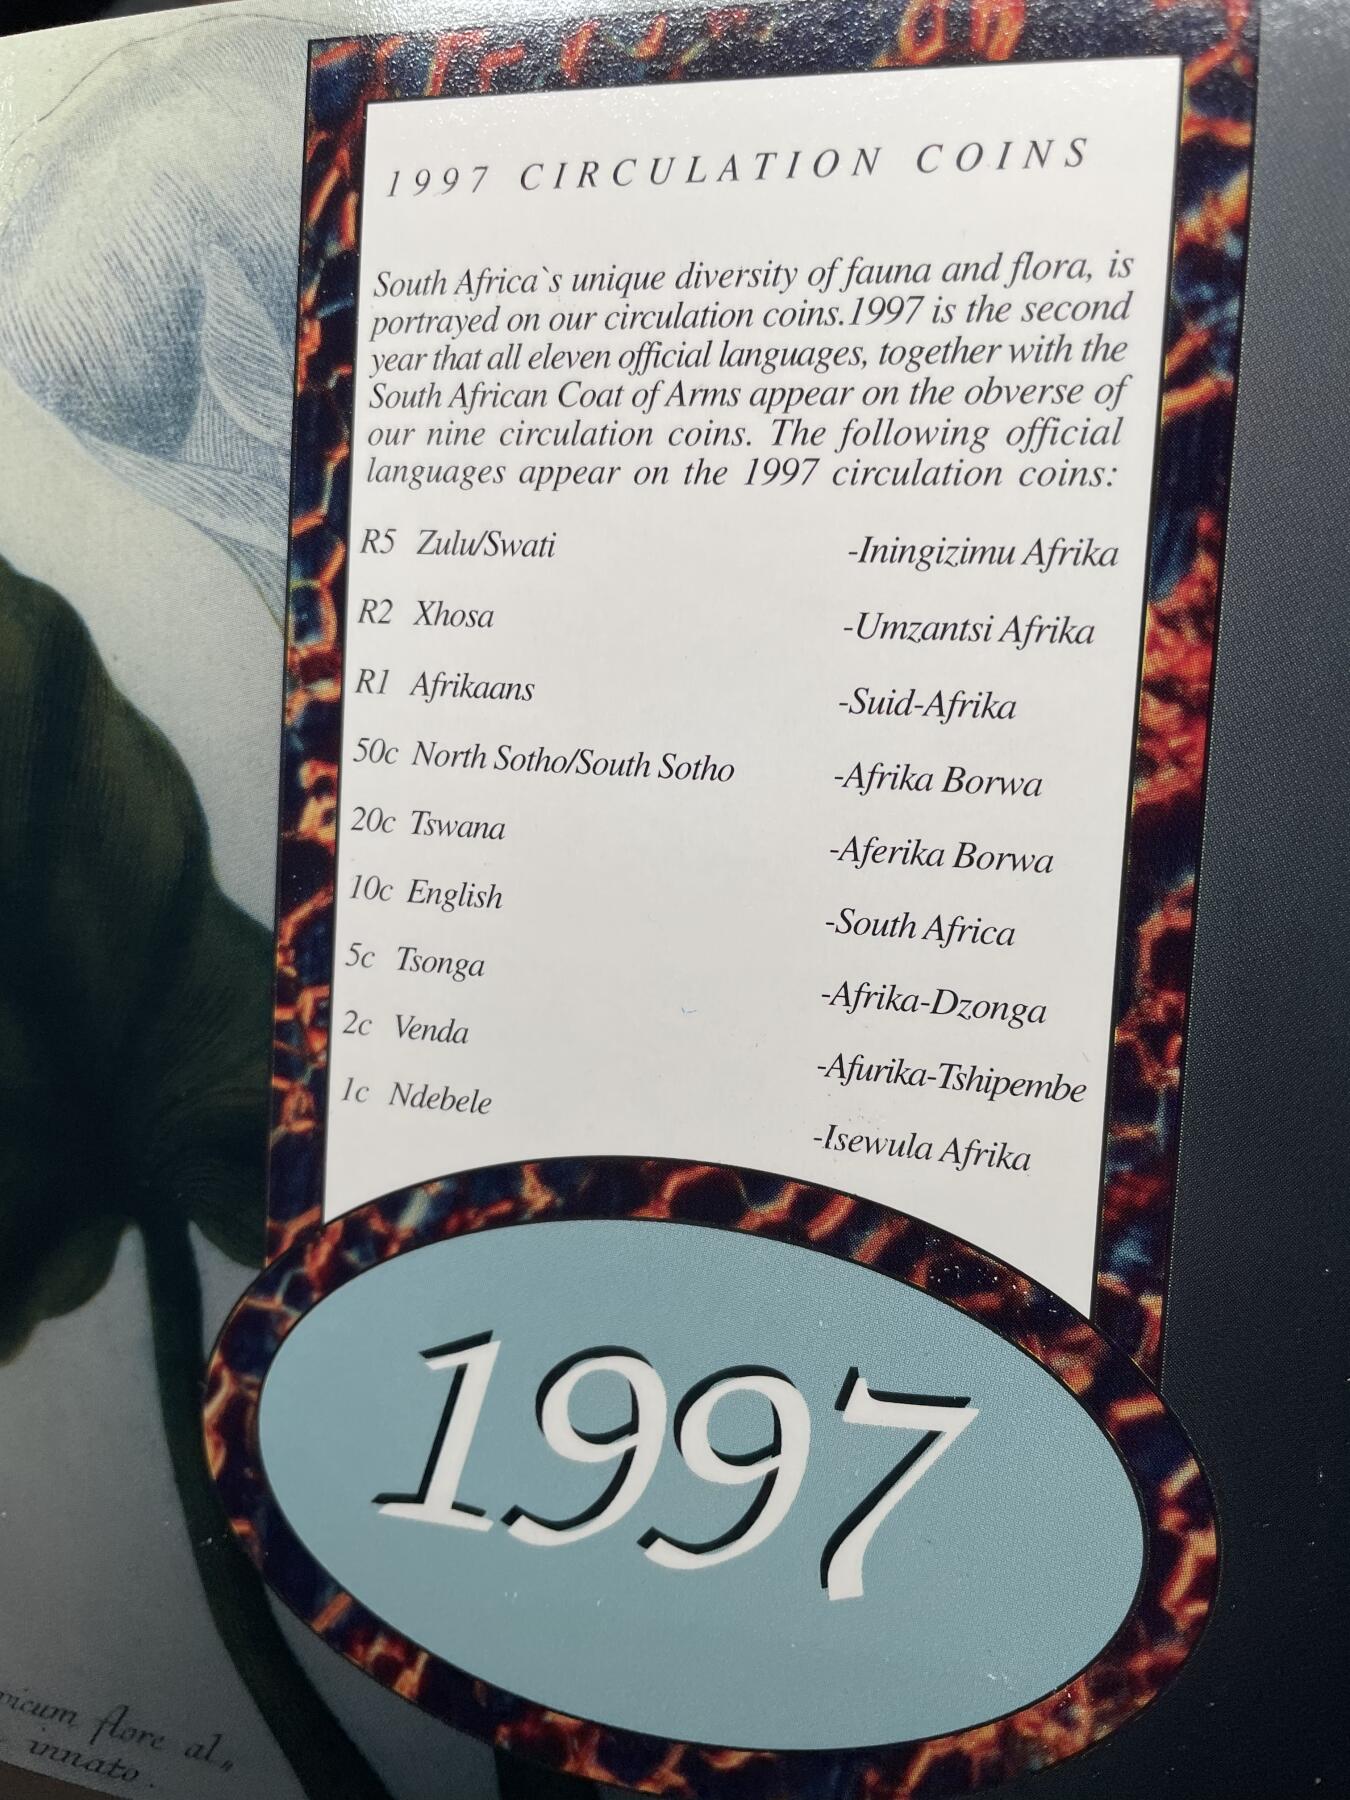 1997 CIRCULATION COINS
South Africa`s unique diversity of fauna and flora, is
portrayed on our circulation coins.1997 is the second
year that all eleven official languages, together with the
South African Coat of Arms appear on the obverse of
our nine circulation coins. The following official
languages appear on the 1997 circulation coins:
R5 Zulu/Swati -Iningizimu Afrika
R2 Xhosa -Umzantsi Afrika
R1 Afrikaans -Suid-Afrika
50c North Sotho/South Sotho -Afrika Borwa
20c Tswana -Aferika Borwa
10c English -South Africa
5c Tsonga -Afrika-Dzonga
2c Venda -Afurika-Tshipembe
1c Ndebele -Isewula Afrika
1997
flore al„
innato.